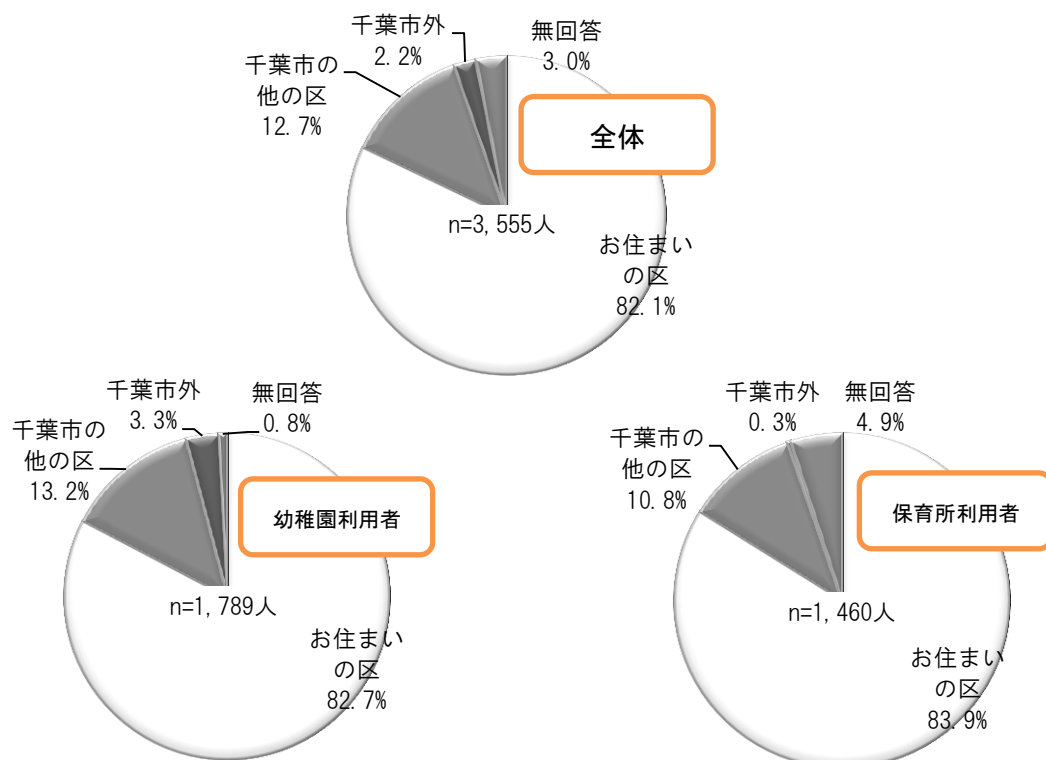 千葉市外
2.2%
無回答
3.0%
千葉市の
他の区
12.7%
全体
n=3,555人
お住まい
の区
82.1%
千葉市外
3.3%
無回答
0.8%
千葉市の
他の区
13.2%
幼稚園利用者
n=1,789人
お住まい
の区
82.7%
千葉市外
0.3%
無回答
4.9%
千葉市の
他の区
10.8%
保育所利用者
n=1,460人
お住まい
の区
83.9%